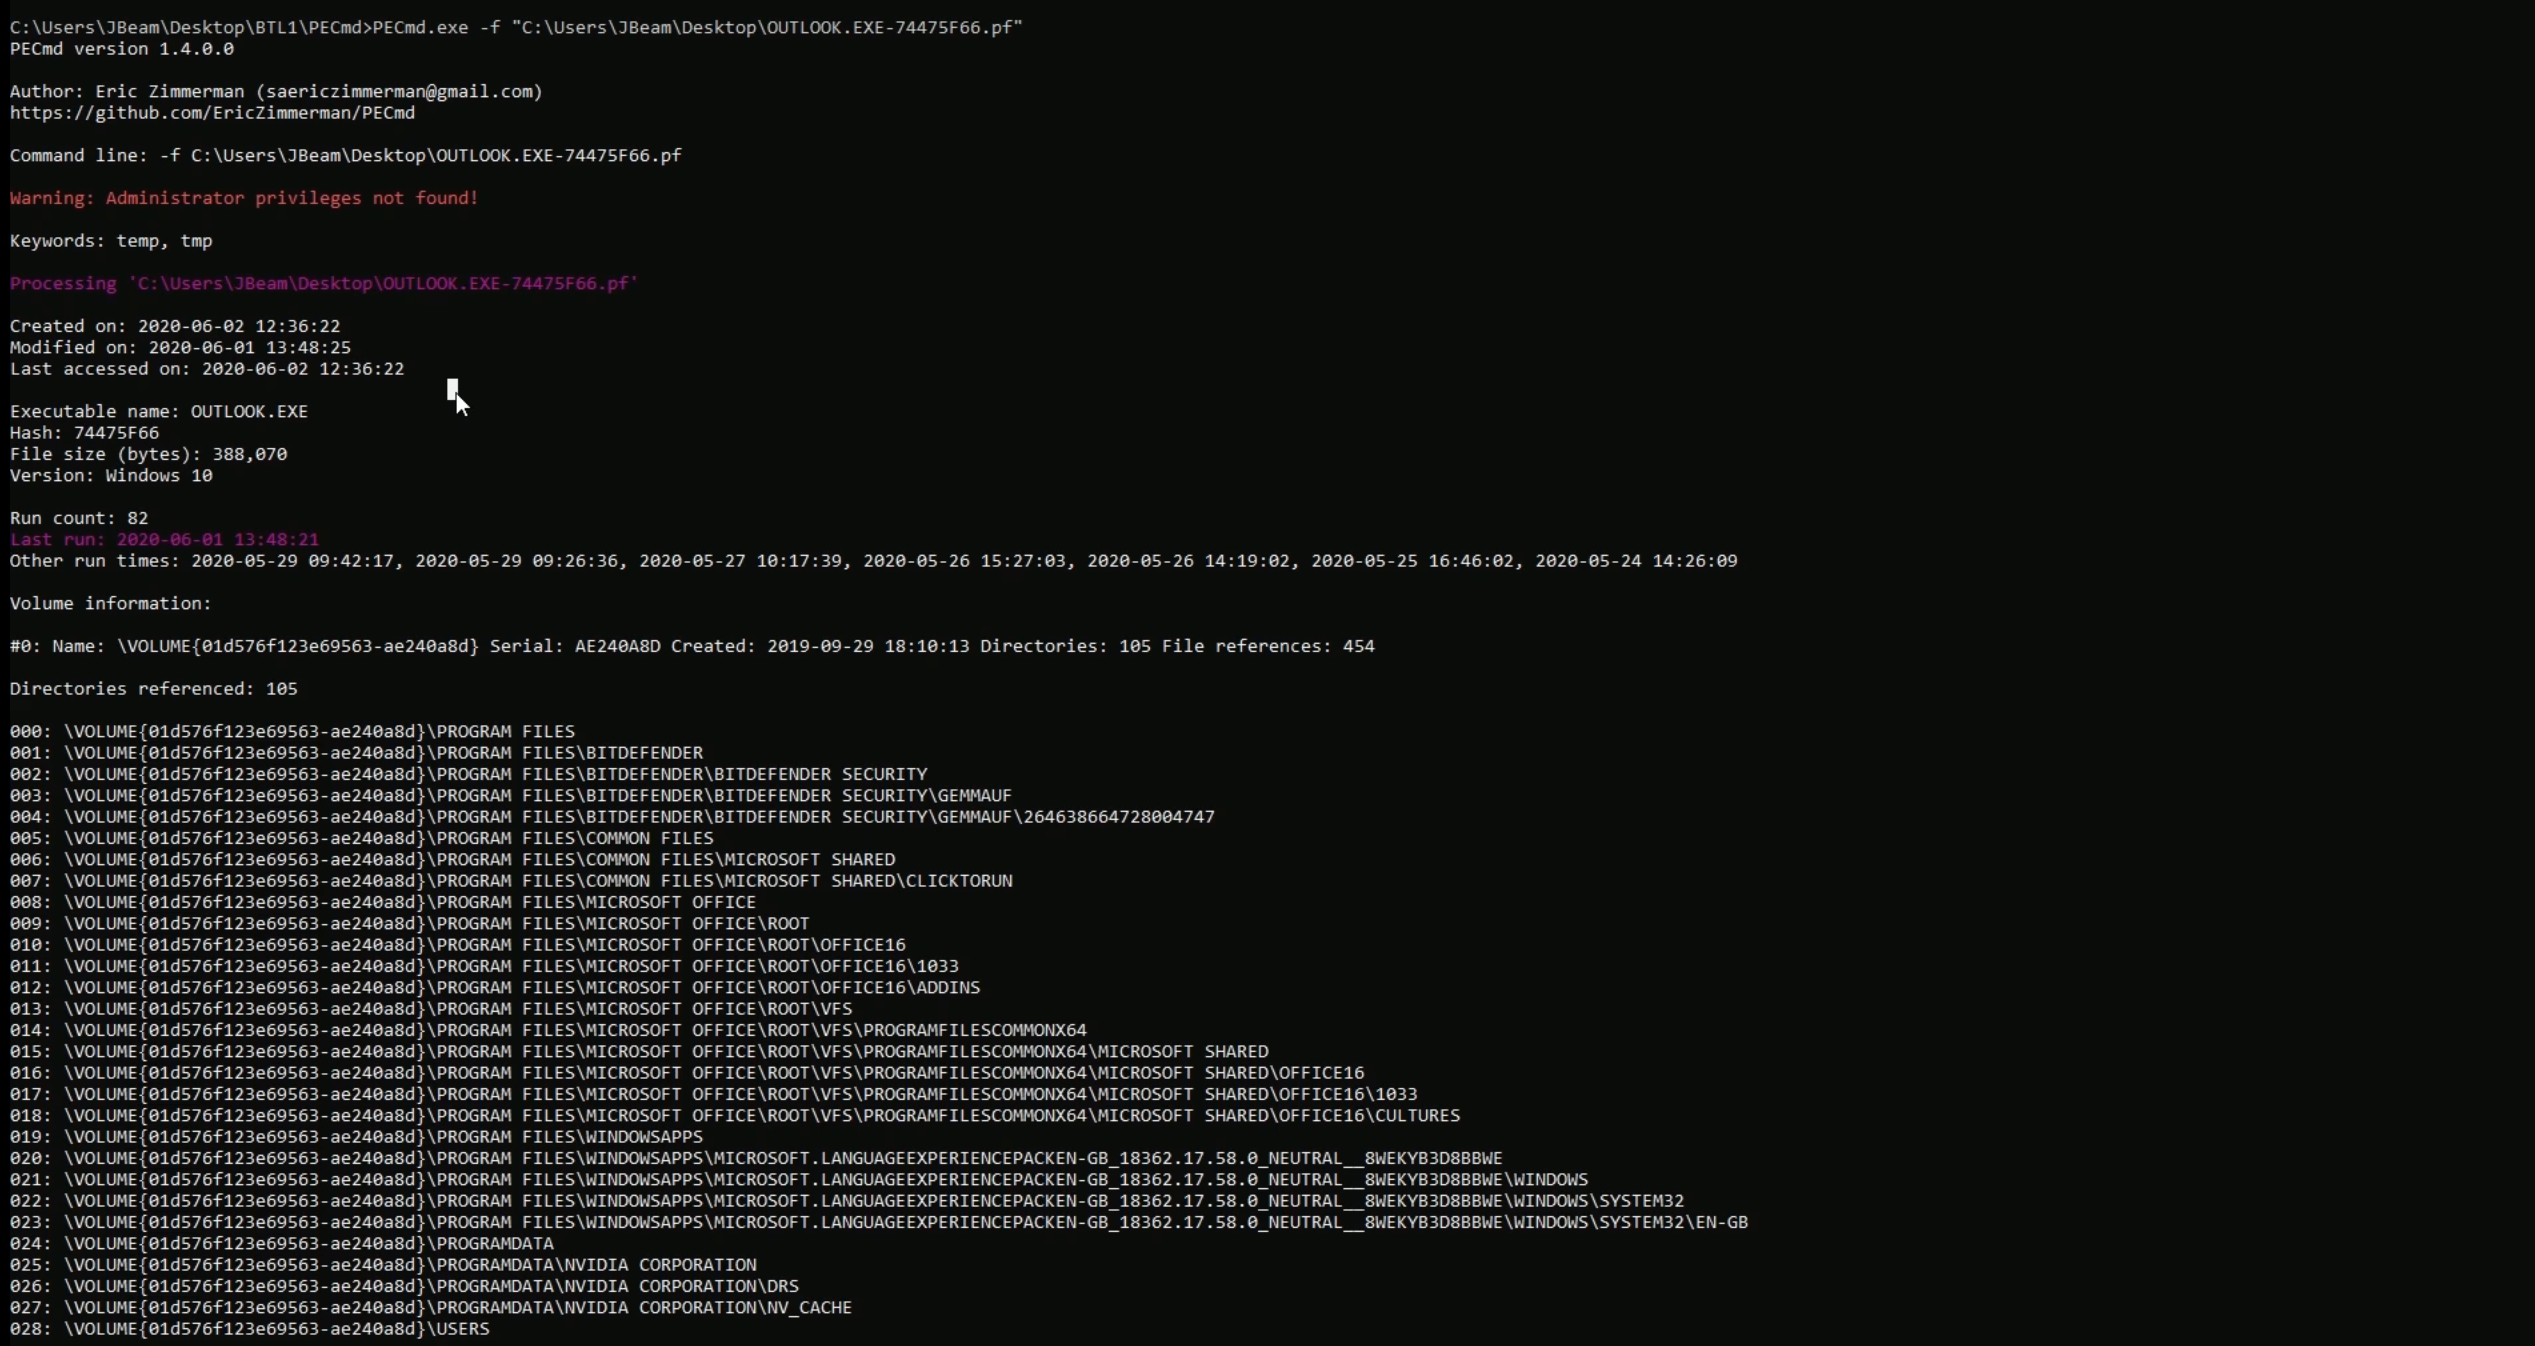 C:\Users\JBeam\Desktop\BTL1\PECmd>PECmd.exe -f "C:\Users\JBeam\Desktop\OUTLOOK.EXE-74475F66.pf"
PECmd version 1.4.0.0
Author: Eric Zimmerman (saericzimmerman@gmail.com)
https://github.com/EricZimmerman/PECmd
Command line: -f C:\Users\JBeam\Desktop\OUTLOOK.EXE-74475F66.pf
Warning: Administrator privileges not found!
Keywords: temp, tmp
Processing 'C:\Users\JBeam\Desktop\OUTLOOK.EXE-74475F66.pf'
Created on: 2020-06-02 12:36:22
Modified on: 2020-06-01 13:48:25
Last accessed on: 2020-06-02 12:36:22
Executable name: OUTLOOK.EXE
Hash: 74475F66
File size (bytes): 388,070
Version: Windows 10
Run count: 82
Last run: 2020-06-01 13:48:21
Other run times: 2020-05-29 09:42:17, 2020-05-29 09:26:36, 2020-05-27 10:17:39, 2020-05-26 15:27:03, 2020-05-26 14:19:02, 2020-05-25 16:46:02, 2020-05-24 14:26:09
Volume information:
#0: Name: \VOLUME{01d576f123e69563-ae240a8d} Serial: AE240A8D Created: 2019-09-29 18:10:13 Directories: 105 File references: 454
Directories referenced: 105
000: \VOLUME{01d576f123e69563-ae240a8d}\PROGRAM FILES
001: \VOLUME{01d576f123e69563-ae240a8d}\PROGRAM FILES\BITDEFENDER
002: \VOLUME{01d576f123e69563-ae240a8d}\PROGRAM FILES\BITDEFENDER\BITDEFENDER SECURITY
003: \VOLUME{01d576f123e69563-ae240a8d}\PROGRAM FILES\BITDEFENDER\BITDEFENDER SECURITY\GEMMAUF
004: \VOLUME{01d576f123e69563-ae240a8d}\PROGRAM FILES\BITDEFENDER\BITDEFENDER SECURITY\GEMMAUF\264638664728004747
005: \VOLUME{01d576f123e69563-ae240a8d}\PROGRAM FILES\COMMON FILES
006: \VOLUME{01d576f123e69563-ae240a8d}\PROGRAM FILES\COMMON FILES\MICROSOFT SHARED
007: \VOLUME{01d576f123e69563-ae240a8d}\PROGRAM FILES\COMMON FILES\MICROSOFT SHARED\CLICKTORUN
008: \VOLUME{01d576f123e69563-ae240a8d}\PROGRAM FILES\MICROSOFT OFFICE
009: \VOLUME{01d576f123e69563-ae240a8d}\PROGRAM FILES\MICROSOFT OFFICE\ROOT
010: \VOLUME{01d576f123e69563-ae240a8d}\PROGRAM FILES\MICROSOFT OFFICE\ROOT\OFFICE16
011: \VOLUME{01d576f123e69563-ae240a8d}\PROGRAM FILES\MICROSOFT OFFICE\ROOT\OFFICE16\1033
012: \VOLUME{01d576f123e69563-ae240a8d}\PROGRAM FILES\MICROSOFT OFFICE\ROOT\OFFICE16\ADDINS
013: \VOLUME{01d576f123e69563-ae240a8d}\PROGRAM FILES\MICROSOFT OFFICE\ROOT\VFS
014: \VOLUME{01d576f123e69563-ae240a8d}\PROGRAM FILES\MICROSOFT OFFICE\ROOT\VFS\PROGRAMFILESCOMMONX64
015: \VOLUME{01d576f123e69563-ae240a8d}\PROGRAM FILES\MICROSOFT OFFICE\ROOT\VFS\PROGRAMFILESCOMMONX64\MICROSOFT SHARED
016: \VOLUME{01d576f123e69563-ae240a8d}\PROGRAM FILES\MICROSOFT OFFICE\ROOT\VFS\PROGRAMFILESCOMMONX64\MICROSOFT SHARED\OFFICE16
017: \VOLUME{01d576f123e69563-ae240a8d}\PROGRAM FILES\MICROSOFT OFFICE\ROOT\VFS\PROGRAMFILESCOMMONX64\MICROSOFT SHARED\OFFICE16\1033
018: \VOLUME{01d576f123e69563-ae240a8d}\PROGRAM FILES\MICROSOFT OFFICE\ROOT\VFS\PROGRAMFILESCOMMONX64\MICROSOFT SHARED\OFFICE16\CULTURES
019: \VOLUME{01d576f123e69563-ae240a8d}\PROGRAM FILES\WINDOWSAPPS
020: \VOLUME{01d576f123e69563-ae240a8d}\PROGRAM FILES\WINDOWSAPPS\MICROSOFT.LANGUAGEEXPERIENCEPACKEN-GB_18362.17.58.0_NEUTRAL__8WEKYB3D8BBWE
021: \VOLUME{01d576f123e69563-ae240a8d}\PROGRAM FILES\WINDOWSAPPS\MICROSOFT.LANGUAGEEXPERIENCEPACKEN-GB_18362.17.58.0_NEUTRAL__8WEKYB3D8BBWE\WINDOWS
022: \VOLUME{01d576f123e69563-ae240a8d}\PROGRAM FILES\WINDOWSAPPS\MICROSOFT.LANGUAGEEXPERIENCEPACKEN-GB_18362.17.58.0_NEUTRAL__8WEKYB3D8BBWE\WINDOWS\SYSTEM32
023: \VOLUME{01d576f123e69563-ae240a8d}\PROGRAM FILES\WINDOWSAPPS\MICROSOFT.LANGUAGEEXPERIENCEPACKEN-GB_18362.17.58.0_NEUTRAL__8WEKYB3D8BBWE\WINDOWS\SYSTEM32\EN-GB
024: \VOLUME{01d576f123e69563-ae240a8d}\PROGRAMDATA
025: \VOLUME{01d576f123e69563-ae240a8d}\PROGRAMDATA\NVIDIA CORPORATION
026: \VOLUME{01d576f123e69563-ae240a8d}\PROGRAMDATA\NVIDIA CORPORATION\DRS
027: \VOLUME{01d576f123e69563-ae240a8d}\PROGRAMDATA\NVIDIA CORPORATION\NV_CACHE
028: \VOLUME{01d576f123e69563-ae240a8d}\USERS